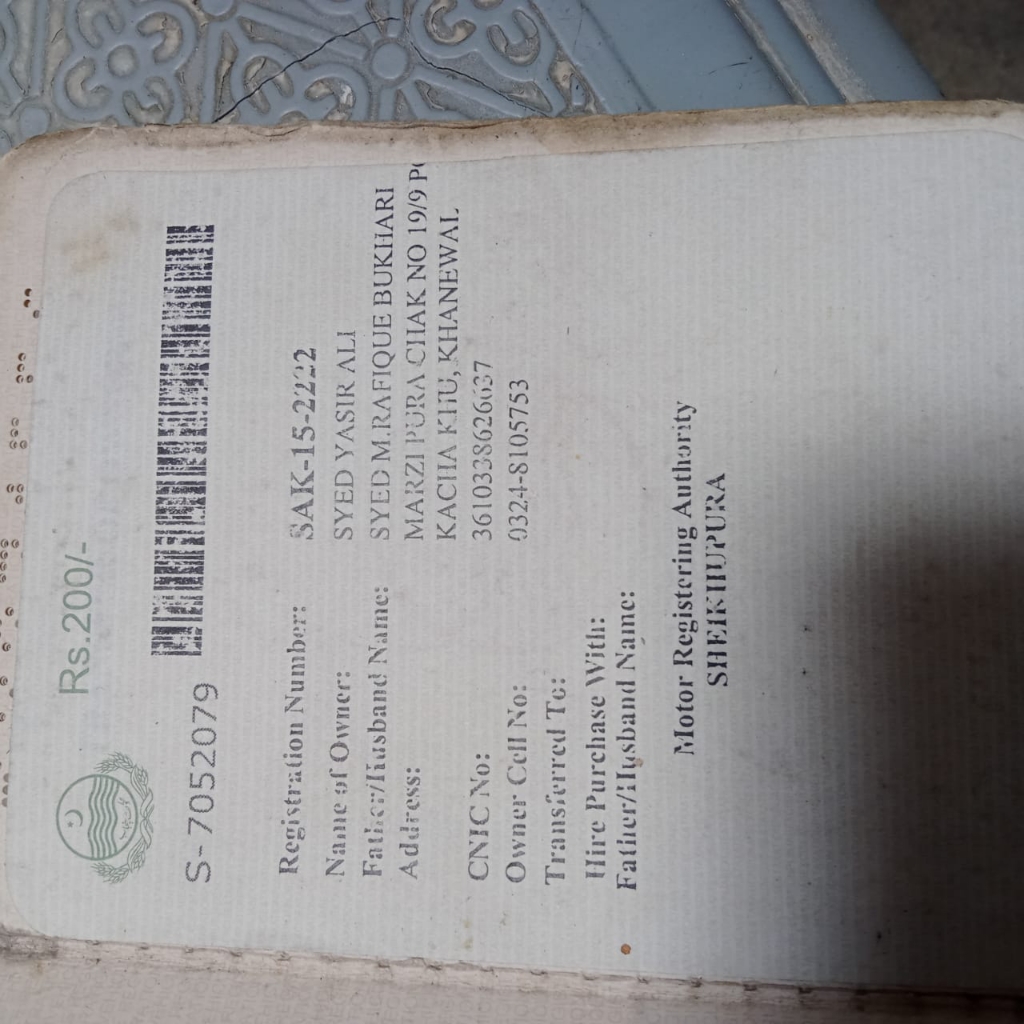 Rs.200/-
S- 7052079
Registration Number: SAK-15-2222
Name of Owner: SYED YASIR ALI
Father/Husband Name: SYED M.RAFIQUE BUKHARI
Address: MARZI PURA CHAK NO 19/9
KACHA KHU, KHANEWAL
CNIC No: 3610338626637
Owner Cell No: 0324-8105753
Transferred To:
Hire Purchase With:
Father/Husband Name:
Motor Registering Authority
SHEIKHUPURA